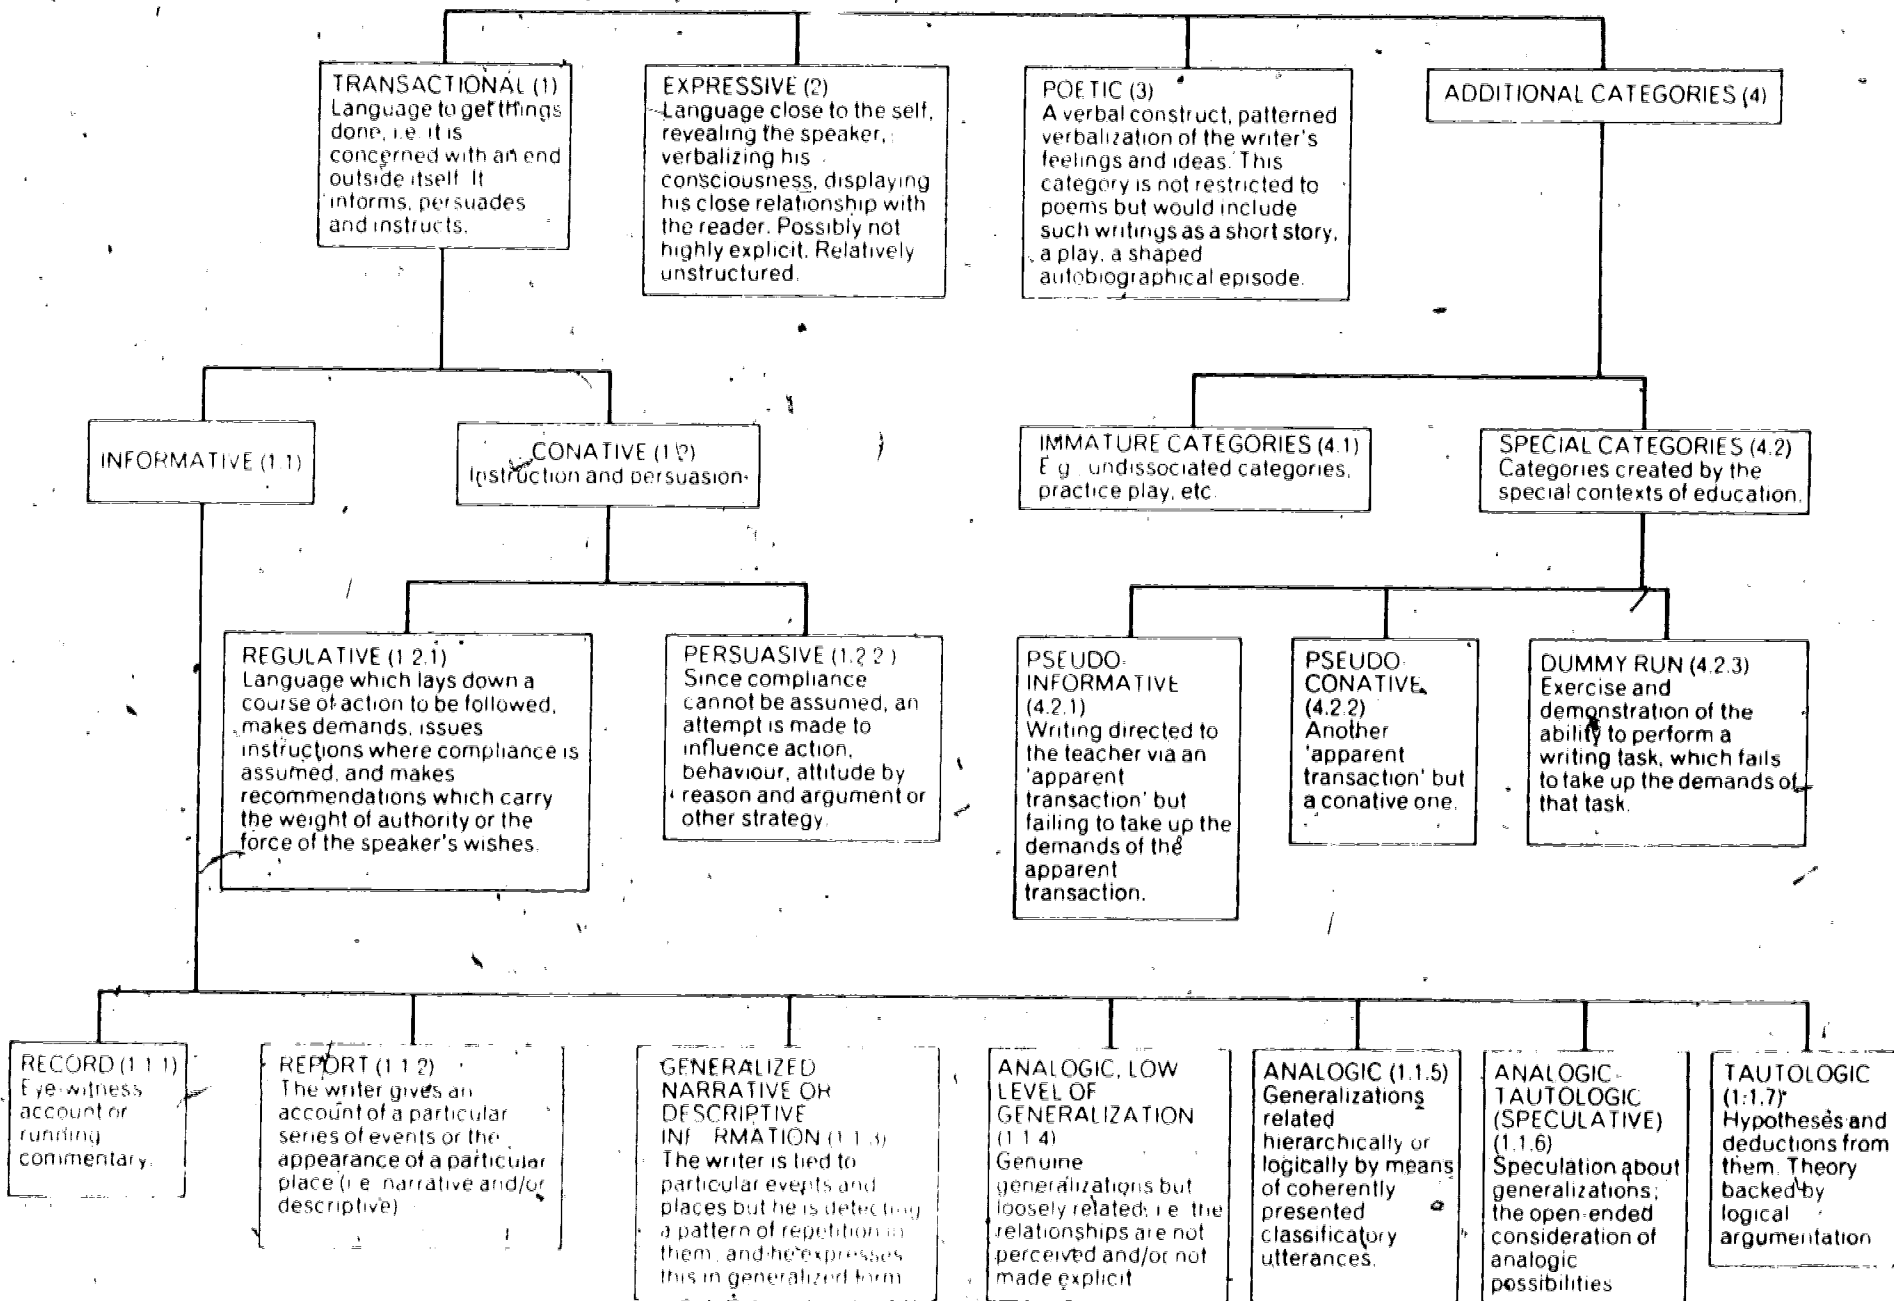 TRANSACTIONAL (1)
Language to get things
done, i.e. it is
concerned with an end
outside itself. It
informs, persuades
and instructs.
EXPRESSIVE (2)
Language close to the self,
revealing the speaker,
verbalizing his
consciousness, displaying
his close relationship with
the reader. Possibly not
highly explicit. Relatively
unstructured.
POETIC (3)
A verbal construct, patterned
verbalization of the writer's
feelings and ideas. This
category is not restricted to
poems but would include
such writings as a short story,
a play, a shaped
autobiographical episode.
ADDITIONAL CATEGORIES (4)
INFORMATIVE (1.1)
CONATIVE (1.2)
Instruction and persuasion.
IMMATURE CATEGORIES (4.1)
E.g. undissociated categories,
practice play, etc.
SPECIAL CATEGORIES (4.2)
Categories created by the
special contexts of education.
REGULATIVE (1.2.1)
Language which lays down a
course of action to be followed,
makes demands, issues
instructions where compliance is
assumed, and makes
recommendations which carry
the weight of authority or the
force of the speaker's wishes.
PERSUASIVE (1.2.2)
Since compliance
cannot be assumed, an
attempt is made to
influence action,
behaviour, attitude by
reason and argument or
other strategy.
PSEUDO-
INFORMATIVE
(4.2.1)
Writing directed to
the teacher via an
'apparent
transaction' but
failing to take up the
demands of the
apparent
transaction.
PSEUDO-
CONATIVE
(4.2.2)
Another
'apparent
transaction' but
a conative one.
DUMMY RUN (4.2.3)
Exercise and
demonstration of the
ability to perform a
writing task, which fails
to take up the demands of
that task.
RECORD (1.1.1)
Eye-witness
account or
running
commentary.
REPORT (1.1.2)
The writer gives an
account of a particular
series of events or the
appearance of a particular
place (i.e. narrative and/or
descriptive)
GENERALIZED
NARRATIVE OR
DESCRIPTIVE
INF RMATION (1.1.3)
The writer is tied to
particular events and
places but he is detecting
a pattern of repetition in
them, and he expresses
this in generalized form
ANALOGIC, LOW
LEVEL OF
GENERALIZATION
(1.1.4)
Genuine
generalizations but
loosely related; i.e. the
relationships are not
perceived and/or not
made explicit
ANALOGIC (1.1.5)
Generalizations
related
hierarchically or
logically by means
of coherently
presented
classificatory
utterances.
ANALOGIC-
TAUTOLOGIC
(SPECULATIVE)
(1.1.6)
Speculation about
generalizations;
the open-ended
consideration of
analogic
possibilities
TAUTOLOGIC
(1.1.7)
Hypotheses and
deductions from
them. Theory
backed by
logical
argumentation